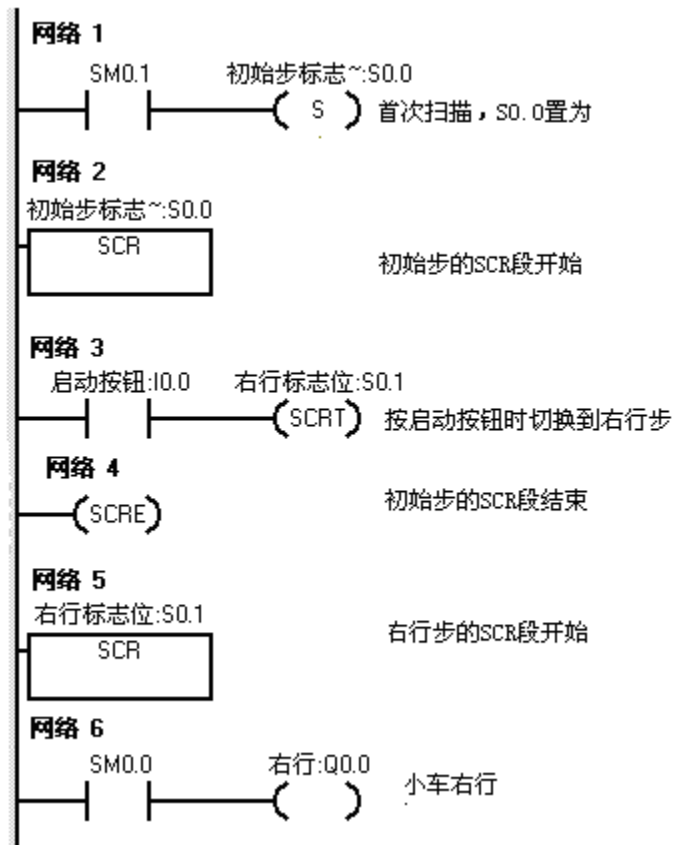 网络 1
SM0.1 初始步标志~:S0.0
S 首次扫描，S0.0置为
网络 2
初始步标志~:S0.0
SCR
初始步的SCR段开始
网络 3
启动按钮:I0.0 右行标志位:S0.1
SCRT 按启动按钮时切换到右行步
网络 4
SCRE 初始步的SCR段结束
网络 5
右行标志位:S0.1
SCR 右行步的SCR段开始
网络 6
SM0.0 右行:Q0.0
小车右行